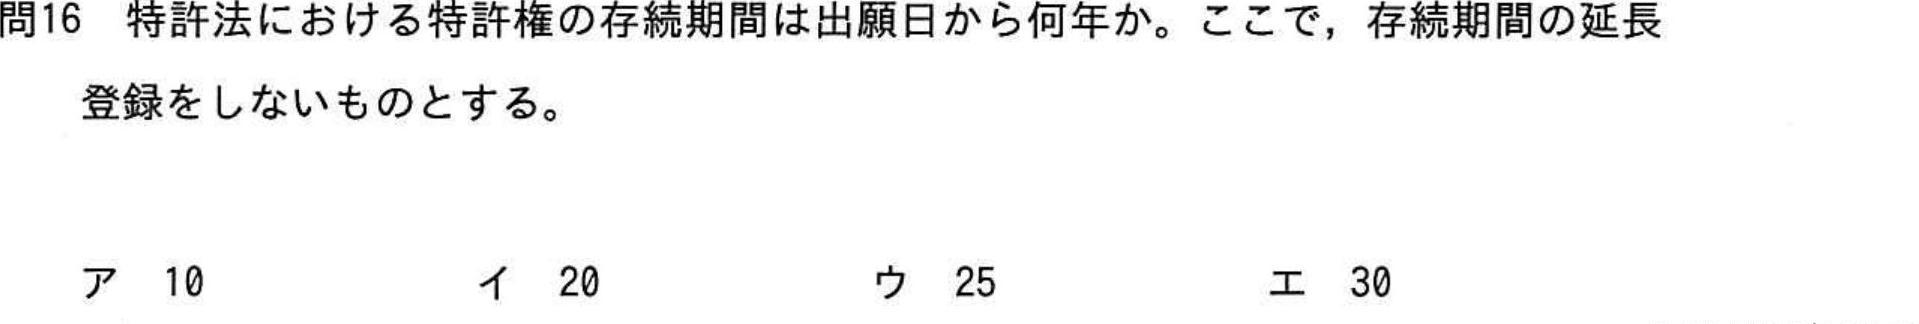 問16　特許法における特許権の存続期間は出願日から何年か。ここで，存続期間の延長
登録をしないものとする。
ア　10　イ　20　ウ　25　エ　30